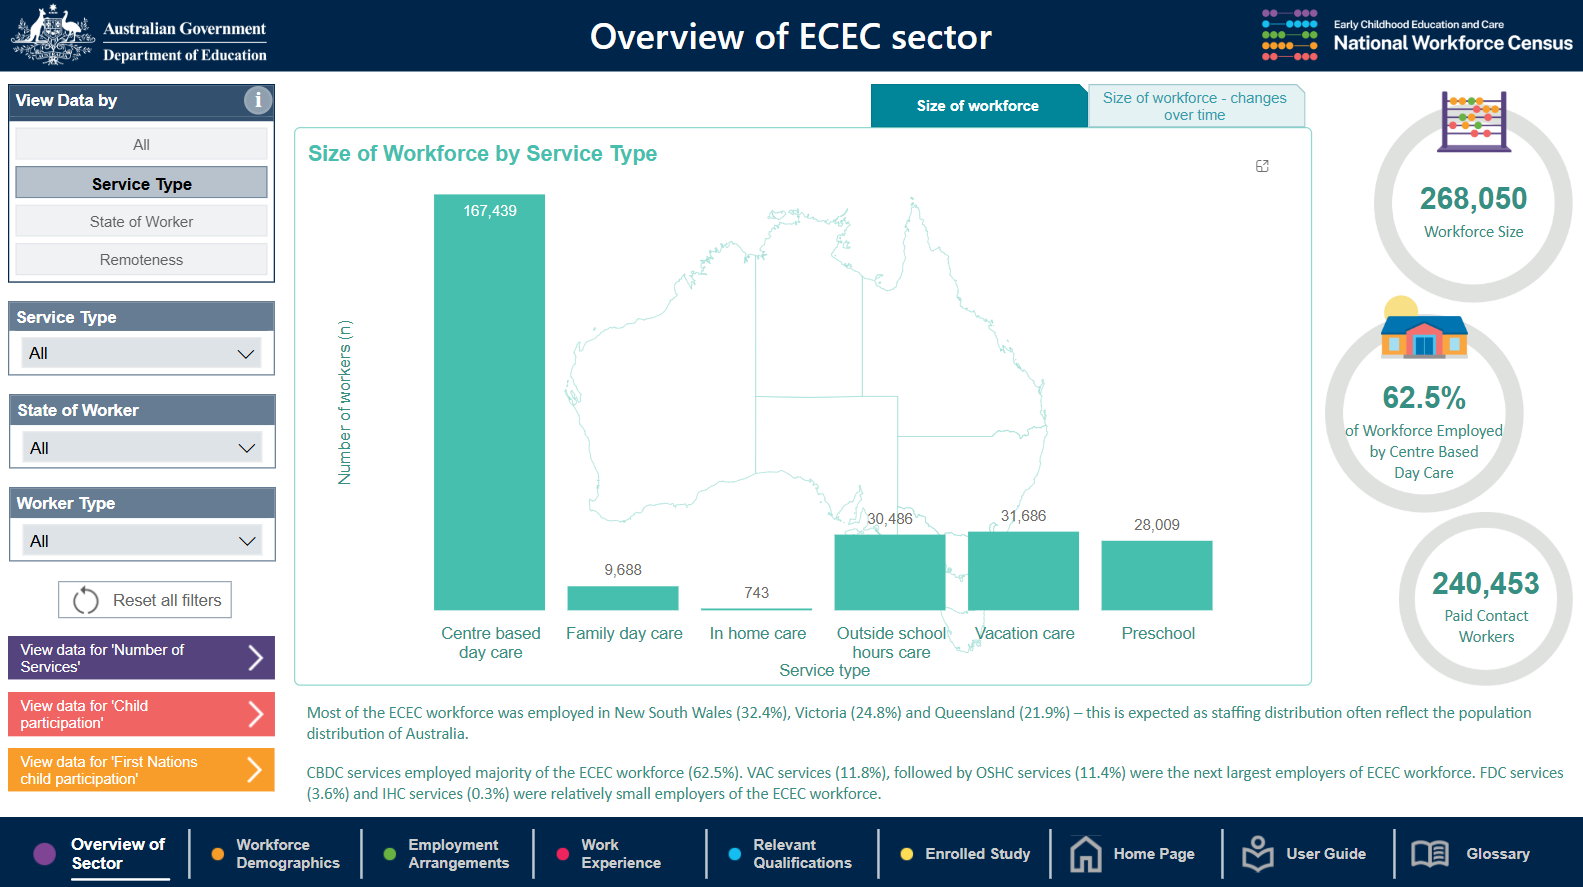 Australian Government
Department of Education
Overview of ECEC sector
Early Childhood Education and Care
National Workforce Census
View Data by
i
All
Service Type
State of Worker
Remoteness
Service Type
All
State of Worker
All
Worker Type
All
Reset all filters
View data for 'Number of
Services'
View data for 'Child
participation'
View data for 'First Nations
child participation'
Size of workforce
Size of workforce - changes
over time
Size of Workforce by Service Type
Number of workers (n)
167,439
9,688
743
30,486
31,686
28,009
Centre based
day care
Family day care
In home care
Outside school
hours care
Vacation care
Preschool
Service type
268,050
Workforce Size
62.5%
of Workforce Employed
by Centre Based
Day Care
240,453
Paid Contact
Workers
Most of the ECEC workforce was employed in New South Wales (32.4%), Victoria (24.8%) and Queensland (21.9%) – this is expected as staffing distribution often reflect the population
distribution of Australia.
CBDC services employed majority of the ECEC workforce (62.5%). VAC services (11.8%), followed by OSHC services (11.4%) were the next largest employers of ECEC workforce. FDC services
(3.6%) and IHC services (0.3%) were relatively small employers of the ECEC workforce.
Overview of
Sector
Workforce
Demographics
Employment
Arrangements
Work
Experience
Relevant
Qualifications
Enrolled Study
Home Page
User Guide
Glossary